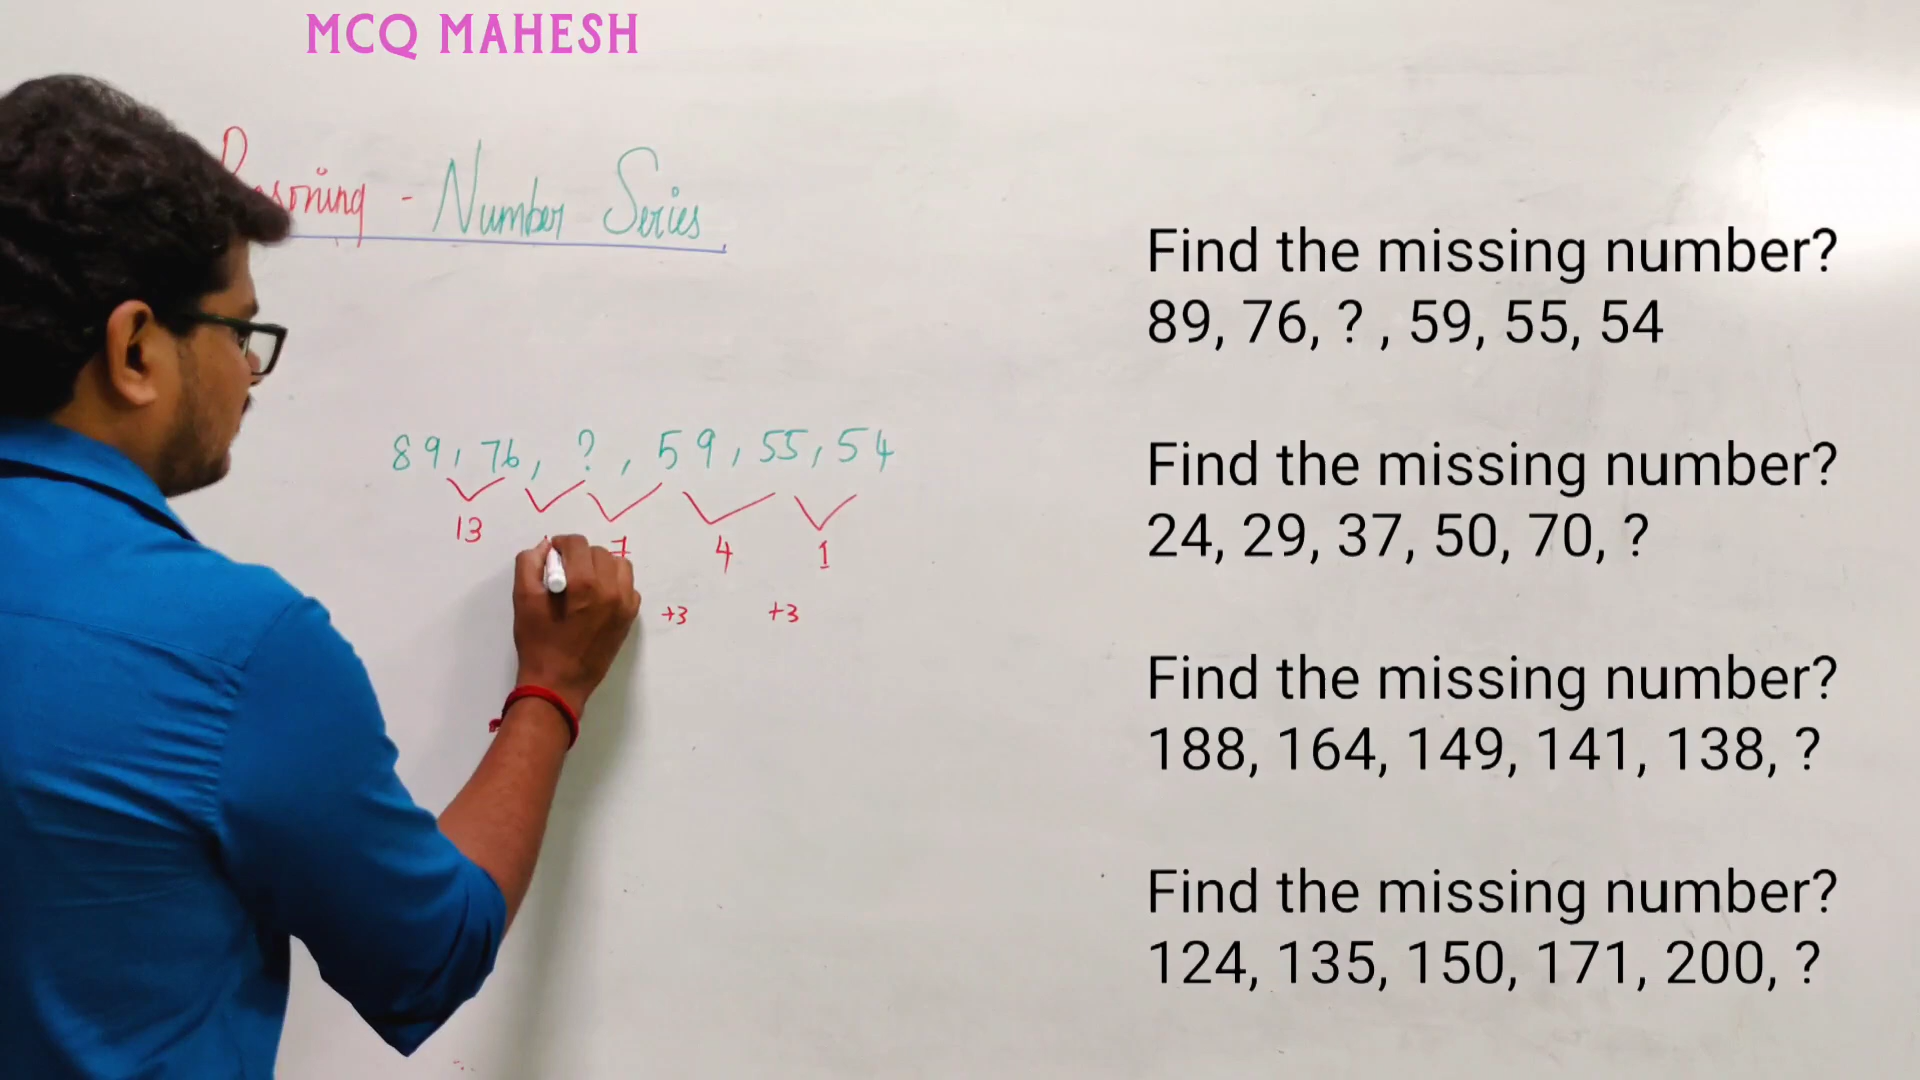 MCQ MAHESH
Reasoning - Number Series
89, 76, ? , 59, 55, 54
13 7 4 1
+3 +3
Find the missing number?
89, 76, ? , 59, 55, 54
Find the missing number?
24, 29, 37, 50, 70, ?
Find the missing number?
188, 164, 149, 141, 138, ?
Find the missing number?
124, 135, 150, 171, 200, ?